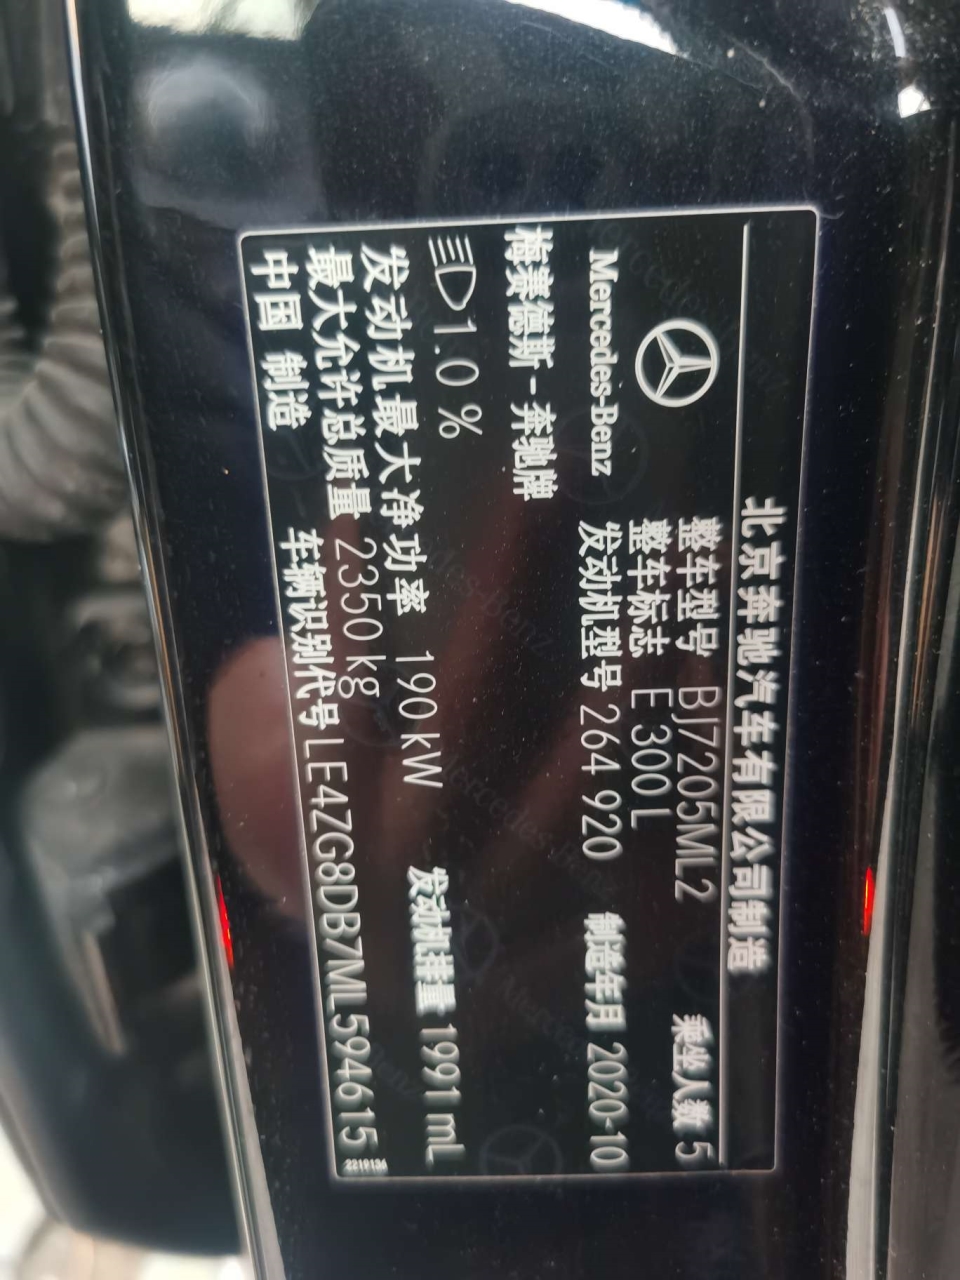 北京奔驰汽车有限公司制造
整车型号 BJ7205ML2 乘坐人数 5
整车标志 E 300 L
Mercedes-Benz 发动机型号 264 920 制造年月 2020-10
梅赛德斯-奔驰牌
1.0 %
发动机最大净功率 190 kW 发动机排量 1991 mL
最大允许总质量 2350 kg
中国 制造 车辆识别代号 LE4ZG8DB7ML594615
2219136